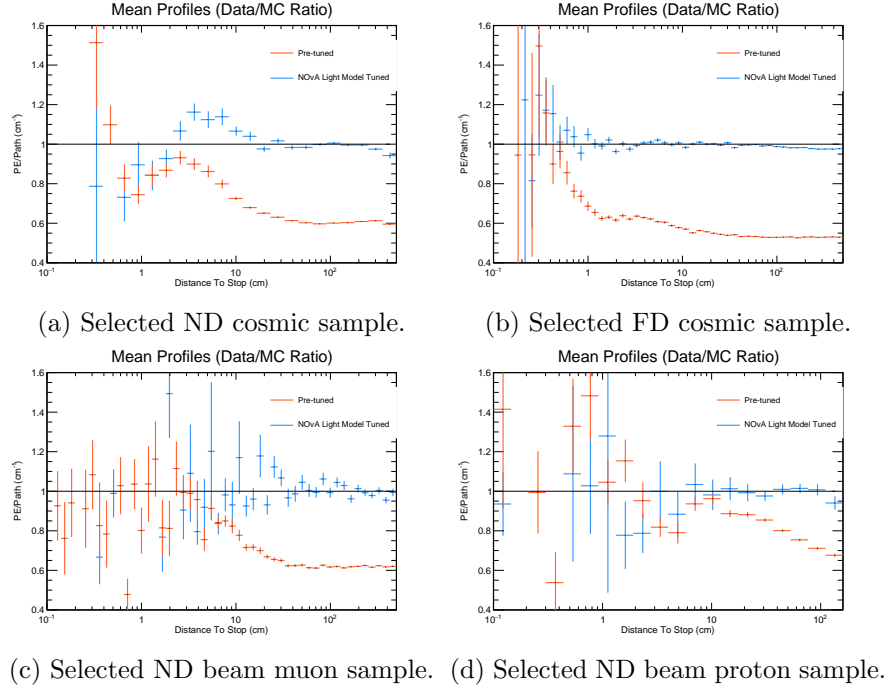 Mean Profiles (Data/MC Ratio)
PE/Path (cm⁻¹)
1.6
1.4
1.2
1
0.8
0.6
0.4
Pre-tuned
NOvA Light Model Tuned
10⁻¹ 1 10 10²
Distance To Stop (cm)
(a) Selected ND cosmic sample.
Mean Profiles (Data/MC Ratio)
PE/Path (cm⁻¹)
1.6
1.4
1.2
1
0.8
0.6
0.4
Pre-tuned
NOvA Light Model Tuned
10⁻¹ 1 10 10²
Distance To Stop (cm)
(b) Selected FD cosmic sample.
Mean Profiles (Data/MC Ratio)
PE/Path (cm⁻¹)
1.6
1.4
1.2
1
0.8
0.6
0.4
Pre-tuned
NOvA Light Model Tuned
10⁻¹ 1 10 10²
Distance To Stop (cm)
(c) Selected ND beam muon sample.
Mean Profiles (Data/MC Ratio)
PE/Path (cm⁻¹)
1.6
1.4
1.2
1
0.8
0.6
0.4
Pre-tuned
NOvA Light Model Tuned
10⁻¹ 1 10 10²
Distance To Stop (cm)
(d) Selected ND beam proton sample.